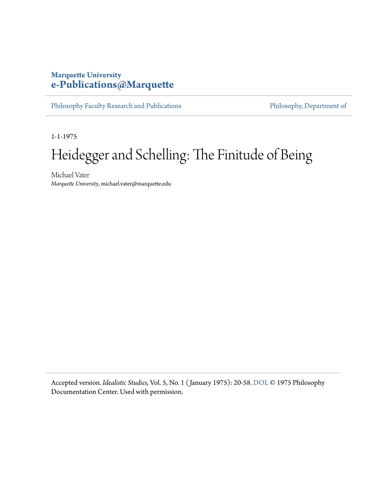 Marquette University
e-Publications@Marquette
Philosophy Faculty Research and Publications
Philosophy, Department of
1-1-1975
Heidegger and Schelling: The Finitude of Being
Michael Vater
Marquette University, michael.vater@marquette.edu
Accepted version. Idealistic Studies, Vol. 5, No. 1 ( January 1975): 20-58. DOI. © 1975 Philosophy
Documentation Center. Used with permission.